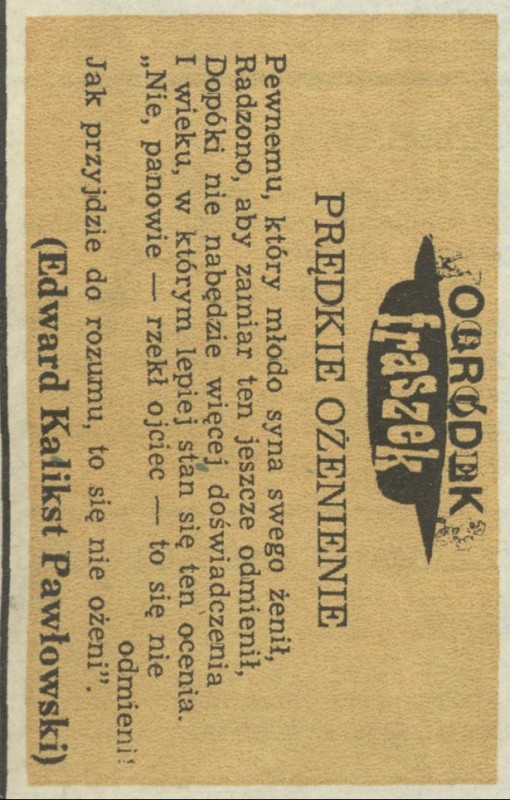 OGRÓDEK
fraszek
PRĘDKIE OŻENIENIE
Pewnemu, który młodo syna swego żenił,
Radzono, aby zamiar ten jeszcze odmienił,
Dopóki nie nabędzie więcej doświadczenia
I wieku, w którym lepiej stan się ten ocenia.
„Nie, panowie — rzekł ojciec — to się nie
odmieni!
Jak przyjdzie do rozumu, to się nie ożeni”.
(Edward Kalikst Pawłowski)